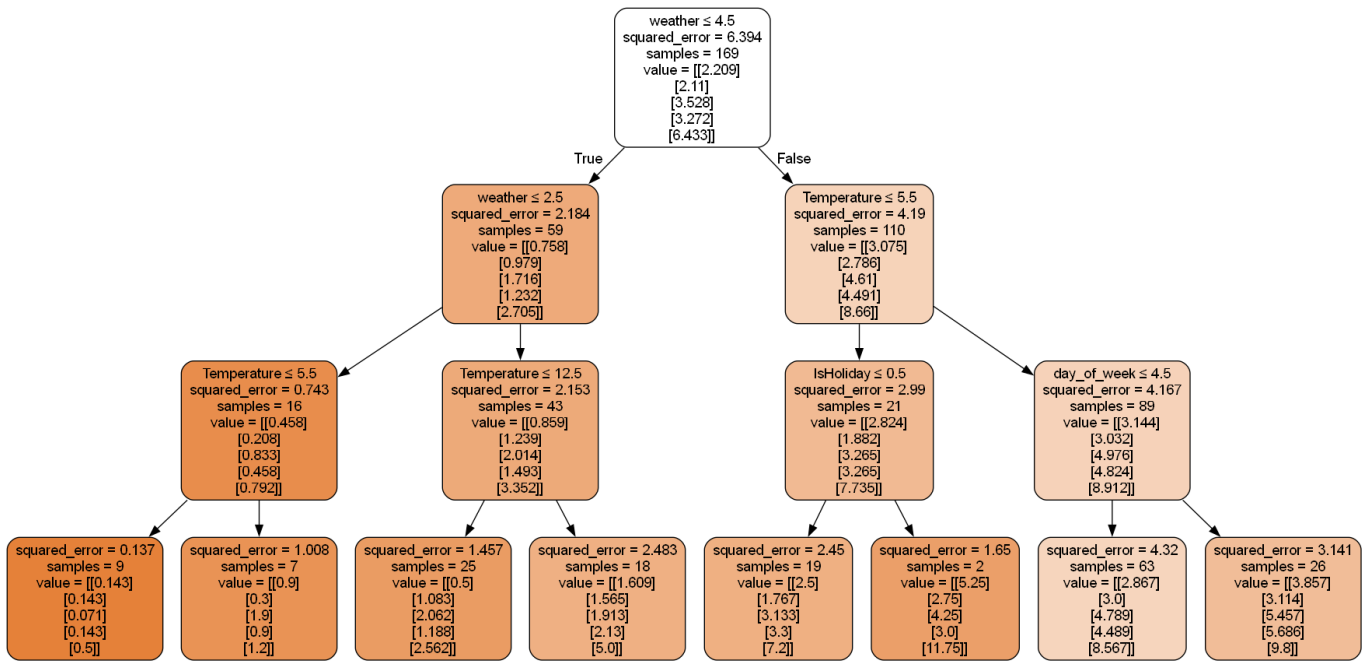 weather ≤ 4.5
squared_error = 6.394
samples = 169
value = [[2.209]
[2.11]
[3.528]
[3.272]
[6.433]]
True
False
weather ≤ 2.5
squared_error = 2.184
samples = 59
value = [[0.758]
[0.979]
[1.716]
[1.232]
[2.705]]
Temperature ≤ 5.5
squared_error = 4.19
samples = 110
value = [[3.075]
[2.786]
[4.61]
[4.491]
[8.66]]
Temperature ≤ 5.5
squared_error = 0.743
samples = 16
value = [[0.458]
[0.208]
[0.833]
[0.458]
[0.792]]
Temperature ≤ 12.5
squared_error = 2.153
samples = 43
value = [[0.859]
[1.239]
[2.014]
[1.493]
[3.352]]
IsHoliday ≤ 0.5
squared_error = 2.99
samples = 21
value = [[2.824]
[1.882]
[3.265]
[3.265]
[7.735]]
day_of_week ≤ 4.5
squared_error = 4.167
samples = 89
value = [[3.144]
[3.032]
[4.976]
[4.824]
[8.912]]
squared_error = 0.137
samples = 9
value = [[0.143]
[0.143]
[0.071]
[0.143]
[0.5]]
squared_error = 1.008
samples = 7
value = [[0.9]
[0.3]
[1.9]
[0.9]
[1.2]]
squared_error = 1.457
samples = 25
value = [[0.5]
[1.083]
[2.062]
[1.188]
[2.562]]
squared_error = 2.483
samples = 18
value = [[1.609]
[1.565]
[1.913]
[2.13]
[5.0]]
squared_error = 2.45
samples = 19
value = [[2.5]
[1.767]
[3.133]
[3.3]
[7.2]]
squared_error = 1.65
samples = 2
value = [[5.25]
[2.75]
[4.25]
[3.0]
[11.75]]
squared_error = 4.32
samples = 63
value = [[2.867]
[3.0]
[4.789]
[4.489]
[8.567]]
squared_error = 3.141
samples = 26
value = [[3.857]
[3.114]
[5.457]
[5.686]
[9.8]]